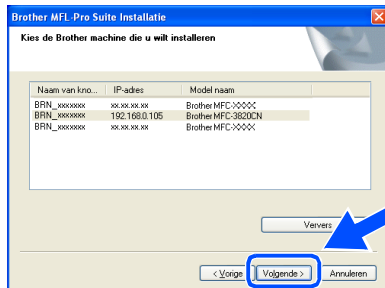 Brother MFL-Pro Suite Installatie
Kies de Brother machine die u wilt installeren
Naam van kno... IP-adres Model naam
BRN_xxxxxxx xx.xx.xx.xx Brother MFC-XXXX
BRN_xxxxxxx 192.168.0.105 Brother MFC-3820CN
BRN_xxxxxxx xx.xx.xx.xx Brother MFC-XXXX
Ververs
< Vorige Volgende > Annuleren